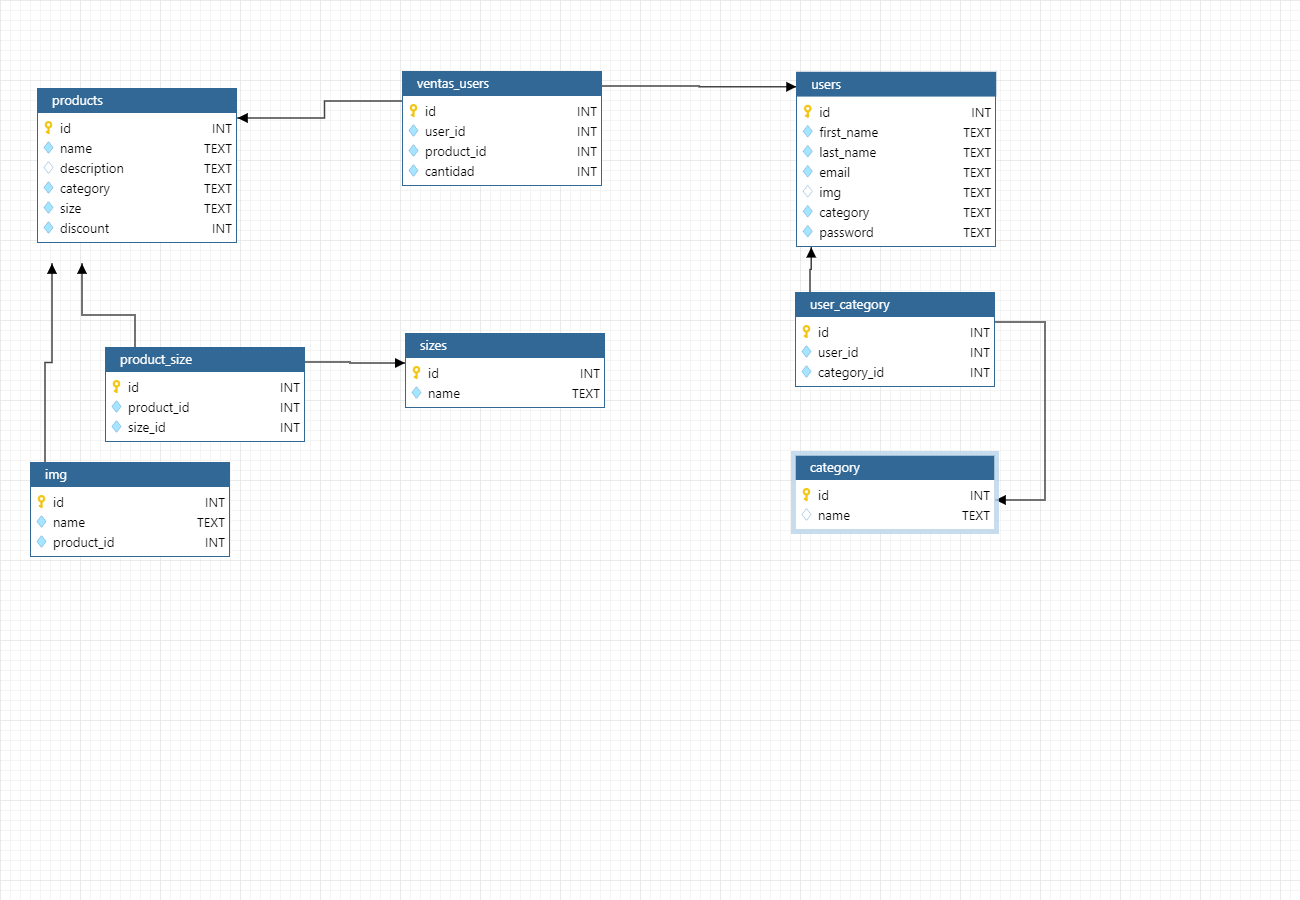 products
id INT
name TEXT
description TEXT
category TEXT
size TEXT
discount INT
ventas_users
id INT
user_id INT
product_id INT
cantidad INT
users
id INT
first_name TEXT
last_name TEXT
email TEXT
img TEXT
category TEXT
password TEXT
user_category
id INT
user_id INT
category_id INT
product_size
id INT
product_id INT
size_id INT
sizes
id INT
name TEXT
img
id INT
name TEXT
product_id INT
category
id INT
name TEXT